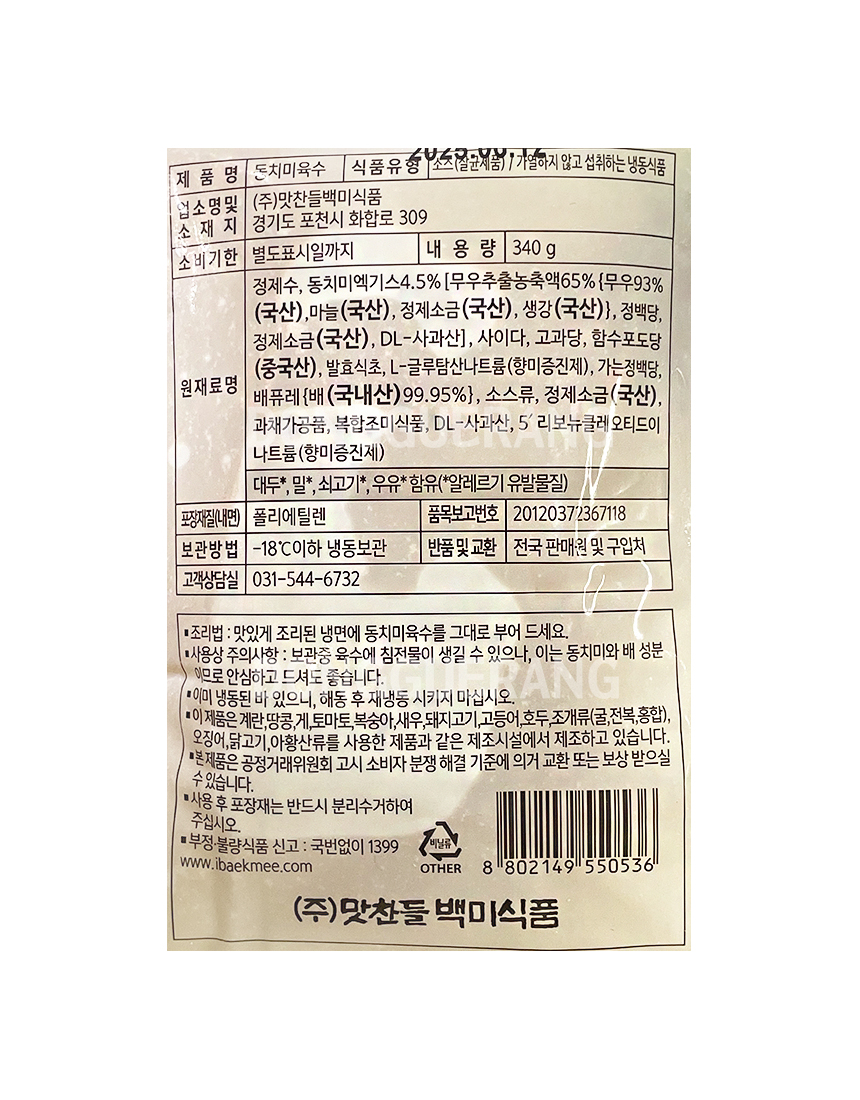 2025.06.12
제 품 명 동치미육수 식품유형 소스(살균제품) / 가열하지 않고 섭취하는 냉동식품
업소명및 소 재 지 (주)맛찬들백미식품
경기도 포천시 화합로 309
소비기한 별도표시일까지 내 용 량 340 g
원재료명 정제수, 동치미엑기스4.5% [무우추출농축액65% {무우93%
(국산),마늘(국산), 정제소금(국산), 생강(국산)}, 정백당,
정제소금(국산), DL-사과산], 사이다, 고과당, 함수포도당
(중국산), 발효식초, L-글루탐산나트륨(향미증진제), 가는정백당,
배퓨레{배(국내산)99.95%}, 소스류, 정제소금(국산),
과채가공품, 복합조미식품, DL-사과산, 5´리보뉴클레오티드이
나트륨(향미증진제)
대두*, 밀*, 쇠고기*, 우유* 함유(*알레르기 유발물질)
포장재질(내면) 폴리에틸렌 품목보고번호 20120372367118
보관방법 -18℃이하 냉동보관 반품및교환 전국 판매원 및 구입처
고객상담실 031-544-6732
▪조리법 : 맛있게 조리된 냉면에 동치미육수를 그대로 부어 드세요.
▪사용상 주의사항 : 보관중 육수에 침전물이 생길 수 있으나, 이는 동치미와 배 성분
이므로 안심하고 드셔도 좋습니다.
▪이미 냉동된 바 있으니, 해동 후 재냉동 시키지 마십시오.
▪이 제품은 계란,땅콩,게,토마토,복숭아,새우,돼지고기,고등어,호두,조개류(굴,전복,홍합),
오징어,닭고기,아황산류를 사용한 제품과 같은 제조시설에서 제조하고 있습니다.
▪본 제품은 공정거래위원회 고시 소비자 분쟁 해결 기준에 의거 교환 또는 보상 받으실
수 있습니다.
▪사용 후 포장재는 반드시 분리수거하여
주십시오.
▪부정·불량식품 신고 : 국번없이 1399
www.ibaekmee.com
비닐류
OTHER
8 802149 550536
(주)맛찬들 백미식품